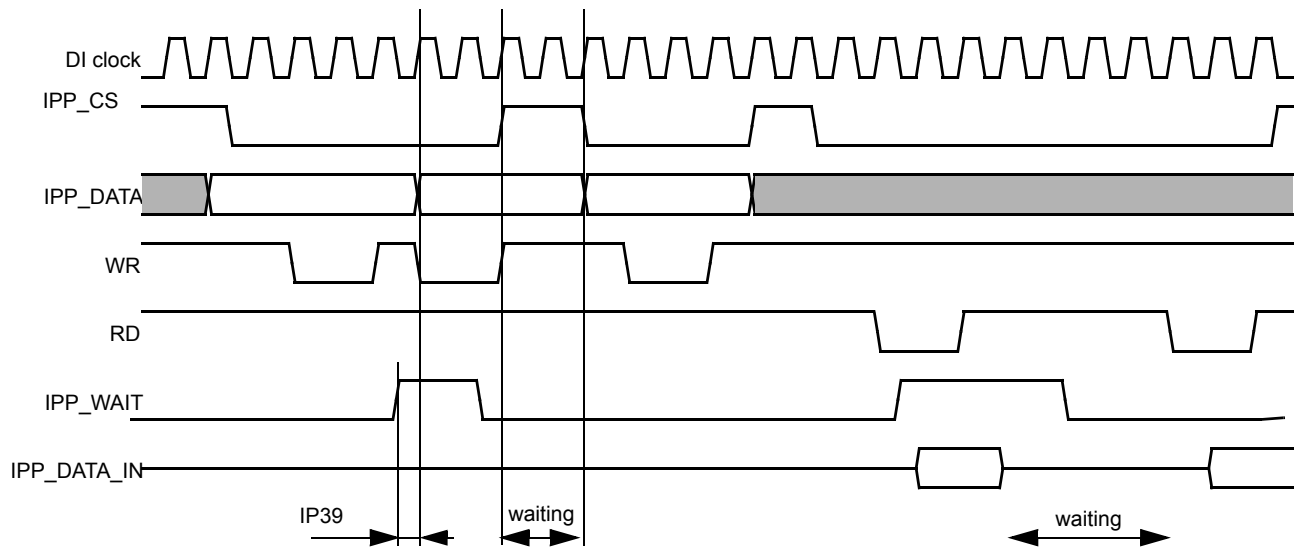 DI clock
IPP_CS
IPP_DATA
WR
RD
IPP_WAIT
IPP_DATA_IN
IP39
waiting
waiting